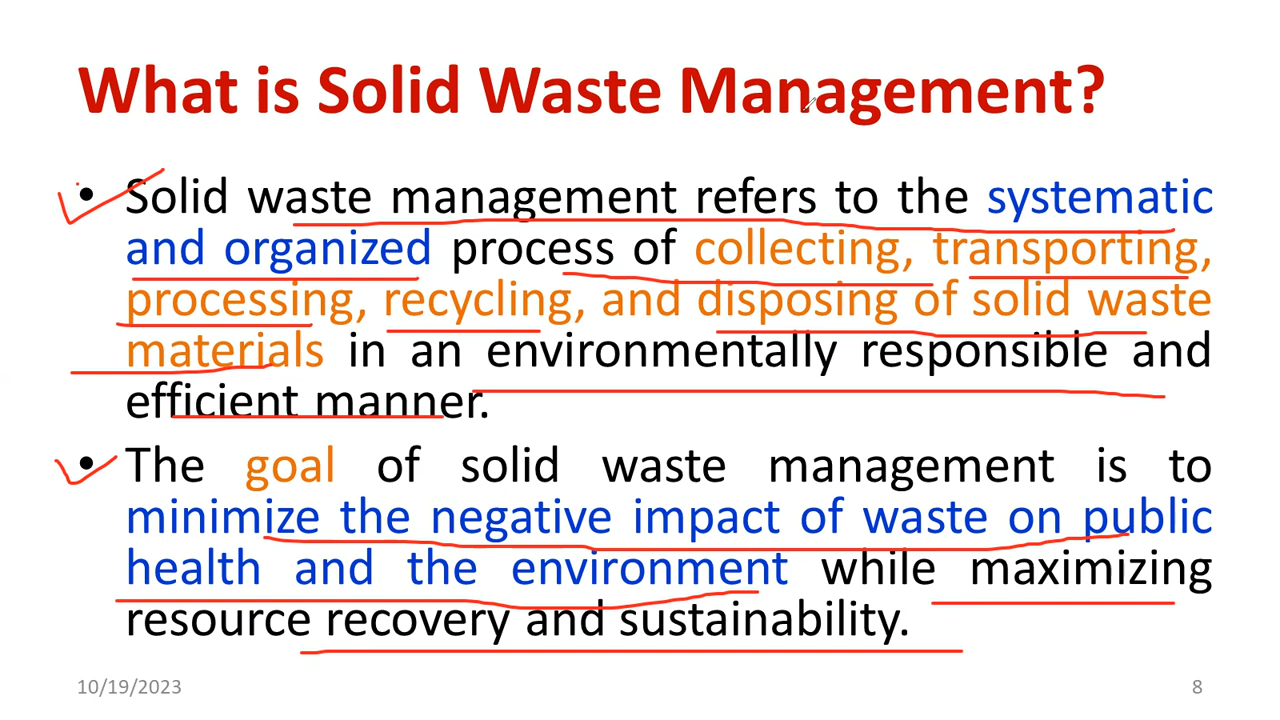 What is Solid Waste Management?
• Solid waste management refers to the systematic
and organized process of collecting, transporting,
processing, recycling, and disposing of solid waste
materials in an environmentally responsible and
efficient manner.
• The goal of solid waste management is to
minimize the negative impact of waste on public
health and the environment while maximizing
resource recovery and sustainability.
10/19/2023
8